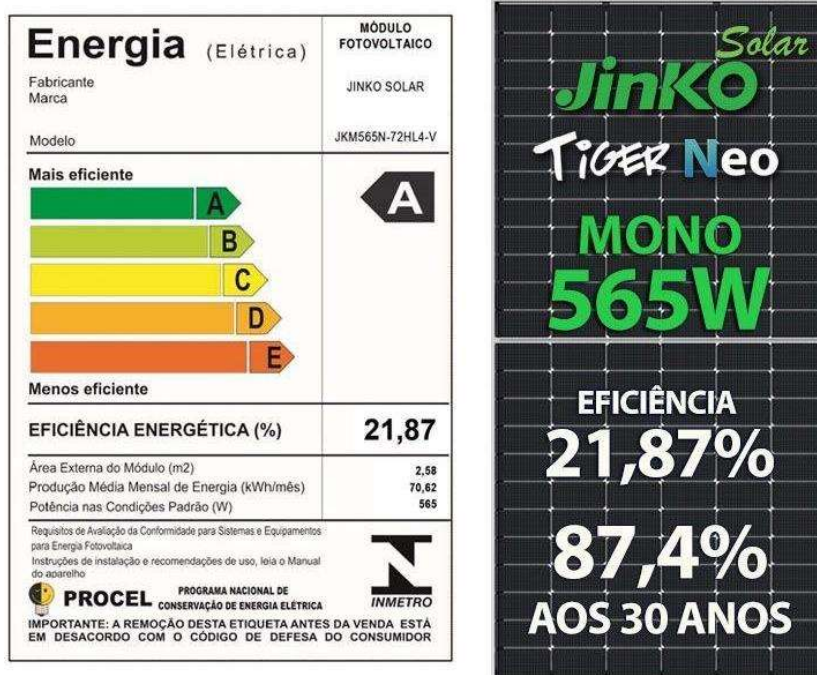 Energia (Elétrica)
MÓDULO
FOTOVOLTAICO
Fabricante
Marca
JINKO SOLAR
Modelo
JKM565N-72HL4-V
Mais eficiente
A
A
B
C
D
E
Menos eficiente
EFICIÊNCIA ENERGÉTICA (%) 21,87
Área Externa do Módulo (m2) 2,58
Produção Média Mensal de Energia (kWh/mês) 70,62
Potência nas Condições Padrão (W) 565
Requisitos de Avaliação da Conformidade para Sistemas e Equipamentos
para Energia Fotovoltaica
Instruções de instalação e recomendações de uso, leia o Manual
do aparelho
PROCEL
PROGRAMA NACIONAL DE
CONSERVAÇÃO DE ENERGIA ELÉTRICA
INMETRO
IMPORTANTE: A REMOÇÃO DESTA ETIQUETA ANTES DA VENDA ESTÁ
EM DESACORDO COM O CÓDIGO DE DEFESA DO CONSUMIDOR
Solar
JinKO
TiGER Neo
MONO
565W
EFICIÊNCIA
21,87%
87,4%
AOS 30 ANOS